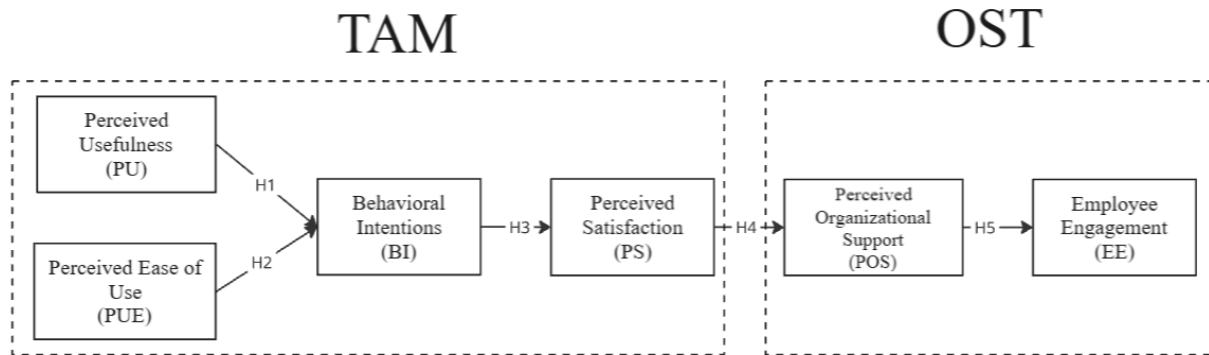 TAM
OST
Perceived
Usefulness
(PU)
H1
Perceived Ease of
Use
(PUE)
H2
Behavioral
Intentions
(BI)
H3
Perceived
Satisfaction
(PS)
H4
Perceived
Organizational
Support
(POS)
H5
Employee
Engagement
(EE)